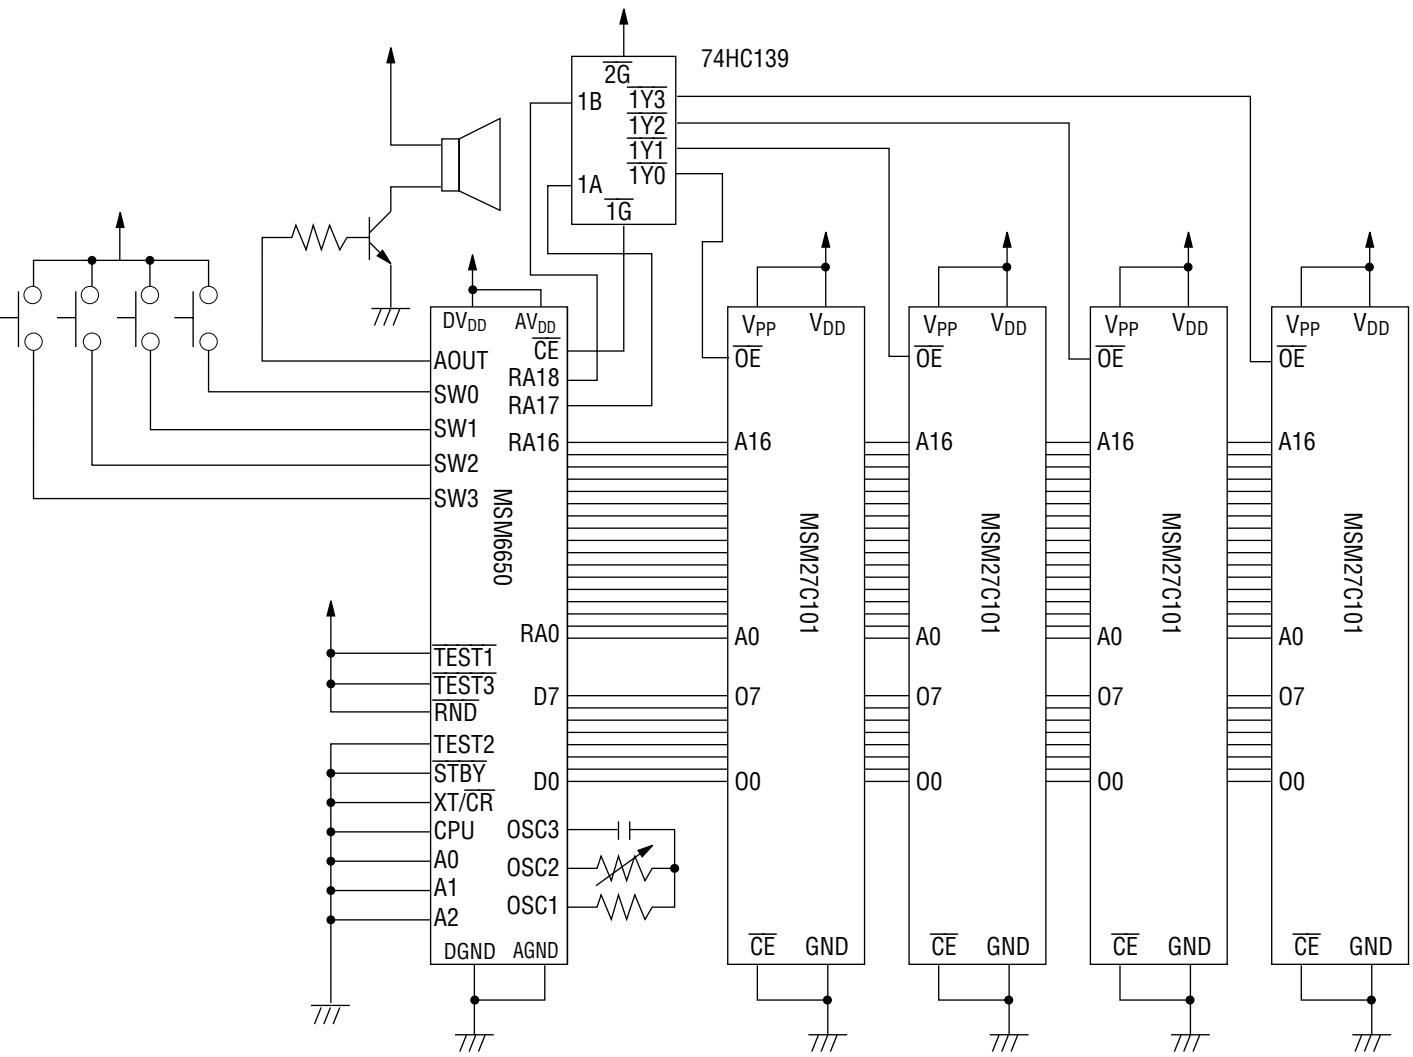 74HC139
2G
1B
1Y3
1Y2
1Y1
1Y0
1A
1G
DVDD
AVDD
CE
AOUT
RA18
SW0
RA17
SW1
RA16
SW2
SW3
MSM6650
RA0
TEST1
TEST3
D7
RND
TEST2
STBY
D0
XT/CR
CPU
OSC3
A0
OSC2
A1
OSC1
A2
DGND
AGND
VPP
VDD
OE
A16
MSM27C101
A0
O7
O0
CE
GND
VPP
VDD
OE
A16
MSM27C101
A0
O7
O0
CE
GND
VPP
VDD
OE
A16
MSM27C101
A0
O7
O0
CE
GND
VPP
VDD
OE
A16
MSM27C101
A0
O7
O0
CE
GND